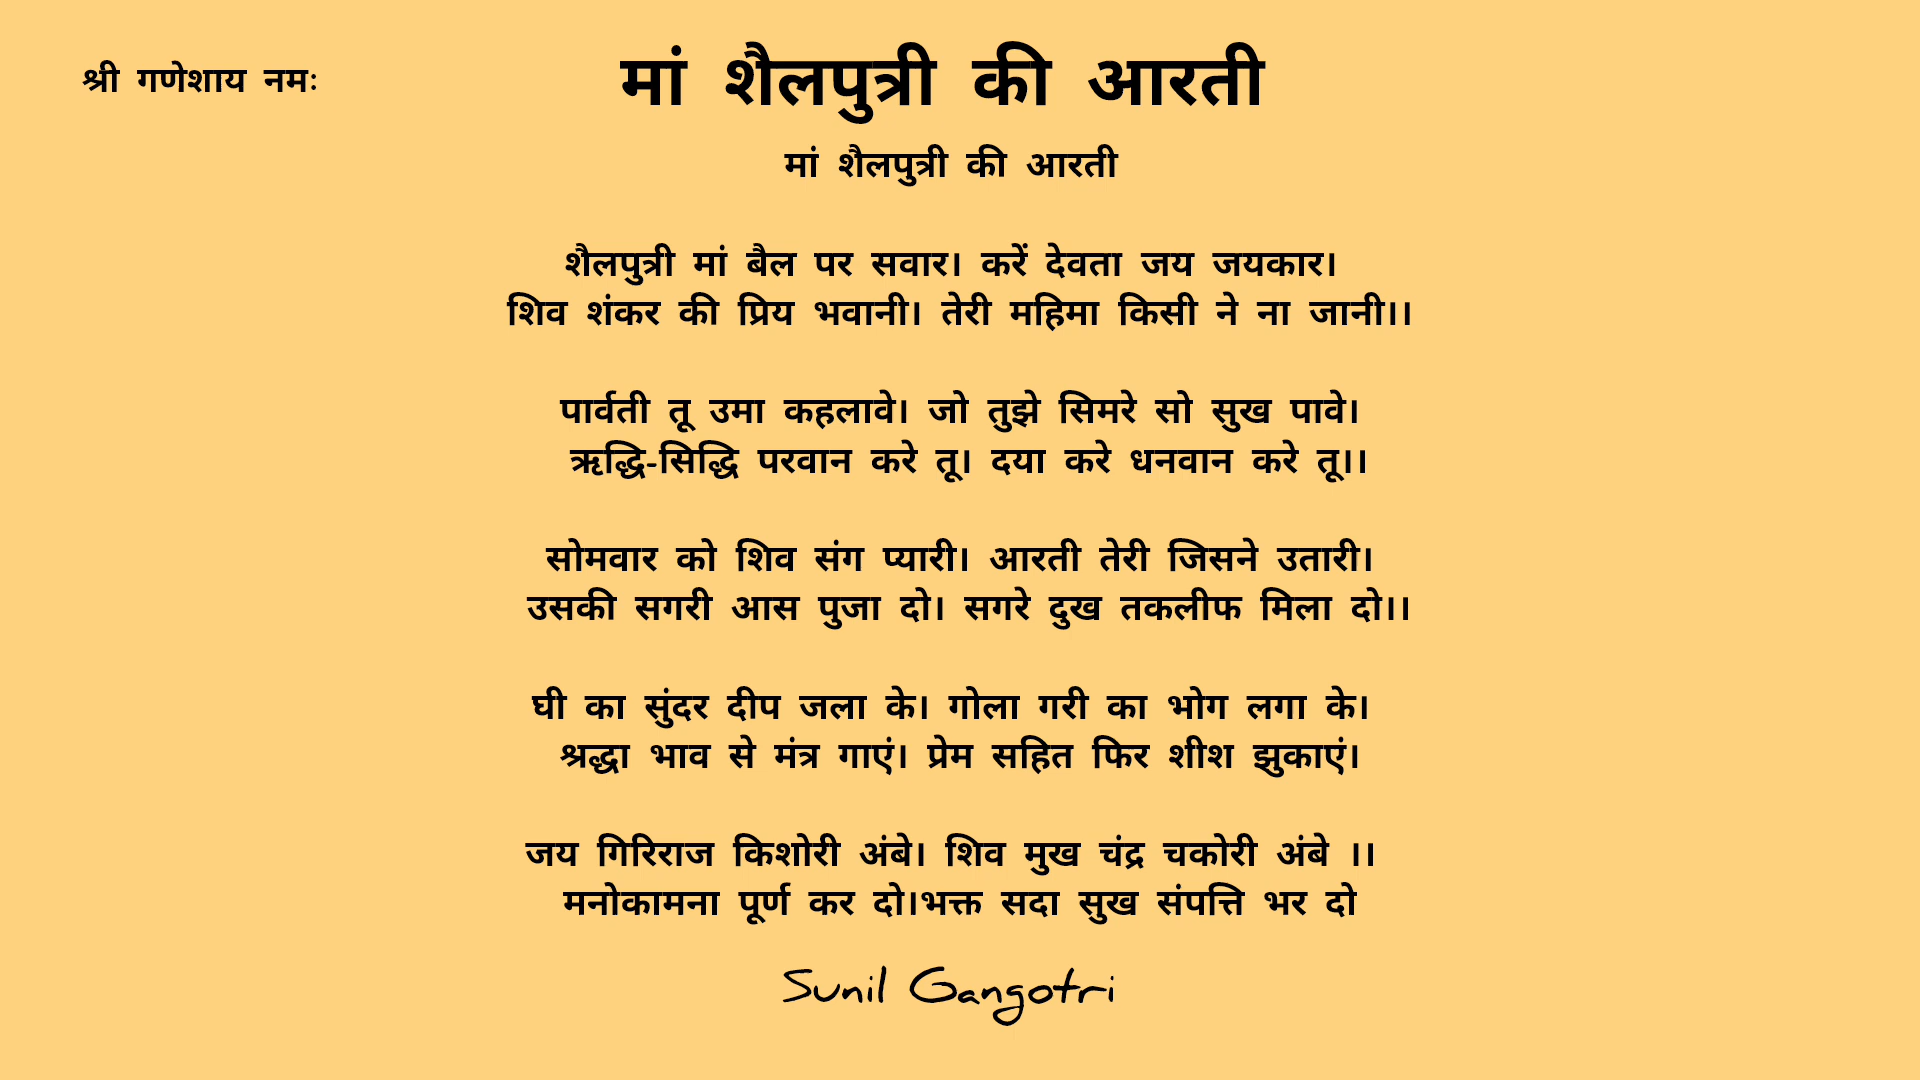 श्री गणेशाय नमः
मां शैलपुत्री की आरती
मां शैलपुत्री की आरती
शैलपुत्री मां बैल पर सवार। करें देवता जय जयकार।
शिव शंकर की प्रिय भवानी। तेरी महिमा किसी ने ना जानी।।
पार्वती तू उमा कहलावे। जो तुझे सिमरे सो सुख पावे।
ऋद्धि-सिद्धि परवान करे तू। दया करे धनवान करे तू।।
सोमवार को शिव संग प्यारी। आरती तेरी जिसने उतारी।
उसकी सगरी आस पुजा दो। सगरे दुख तकलीफ मिला दो।।
घी का सुंदर दीप जला के। गोला गरी का भोग लगा के।
श्रद्धा भाव से मंत्र गाएं। प्रेम सहित फिर शीश झुकाएं।
जय गिरिराज किशोरी अंबे। शिव मुख चंद्र चकोरी अंबे ।।
मनोकामना पूर्ण कर दो।भक्त सदा सुख संपत्ति भर दो
Sunil Gangotri